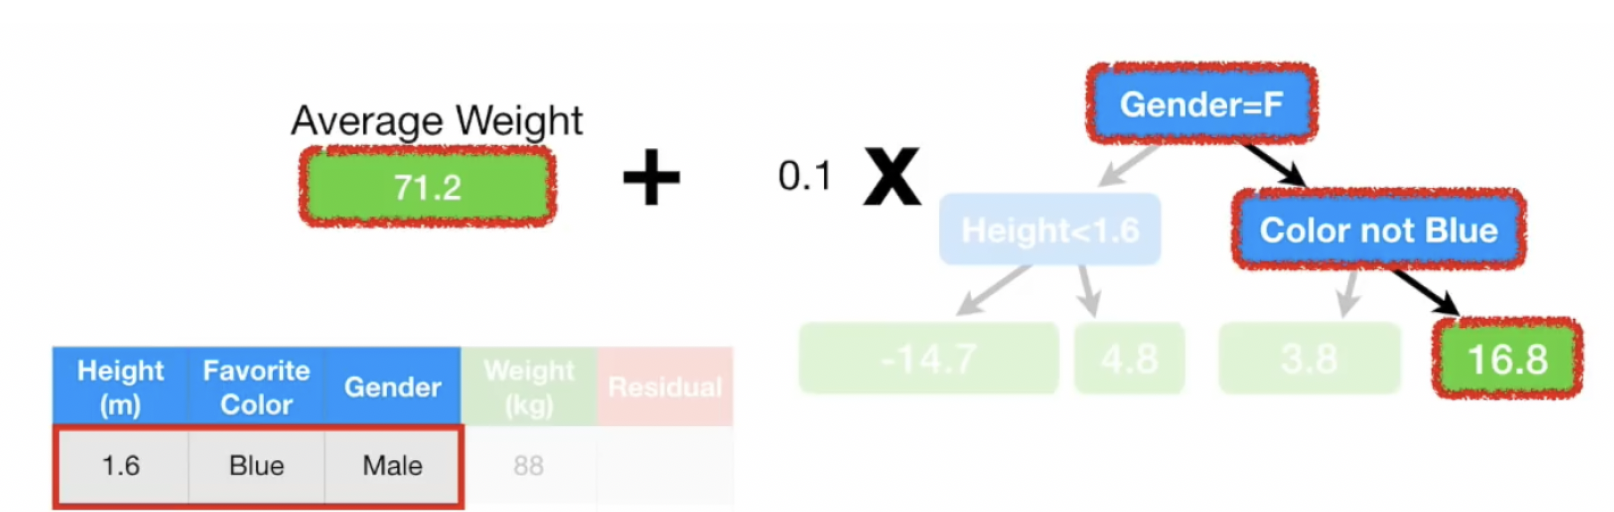 Average Weight
71.2
+
0.1 X
Gender=F
Height<1.6
Color not Blue
-14.7
4.8
3.8
16.8
Height
(m)
Favorite
Color
Gender
Weight
(kg)
Residual
1.6
Blue
Male
88